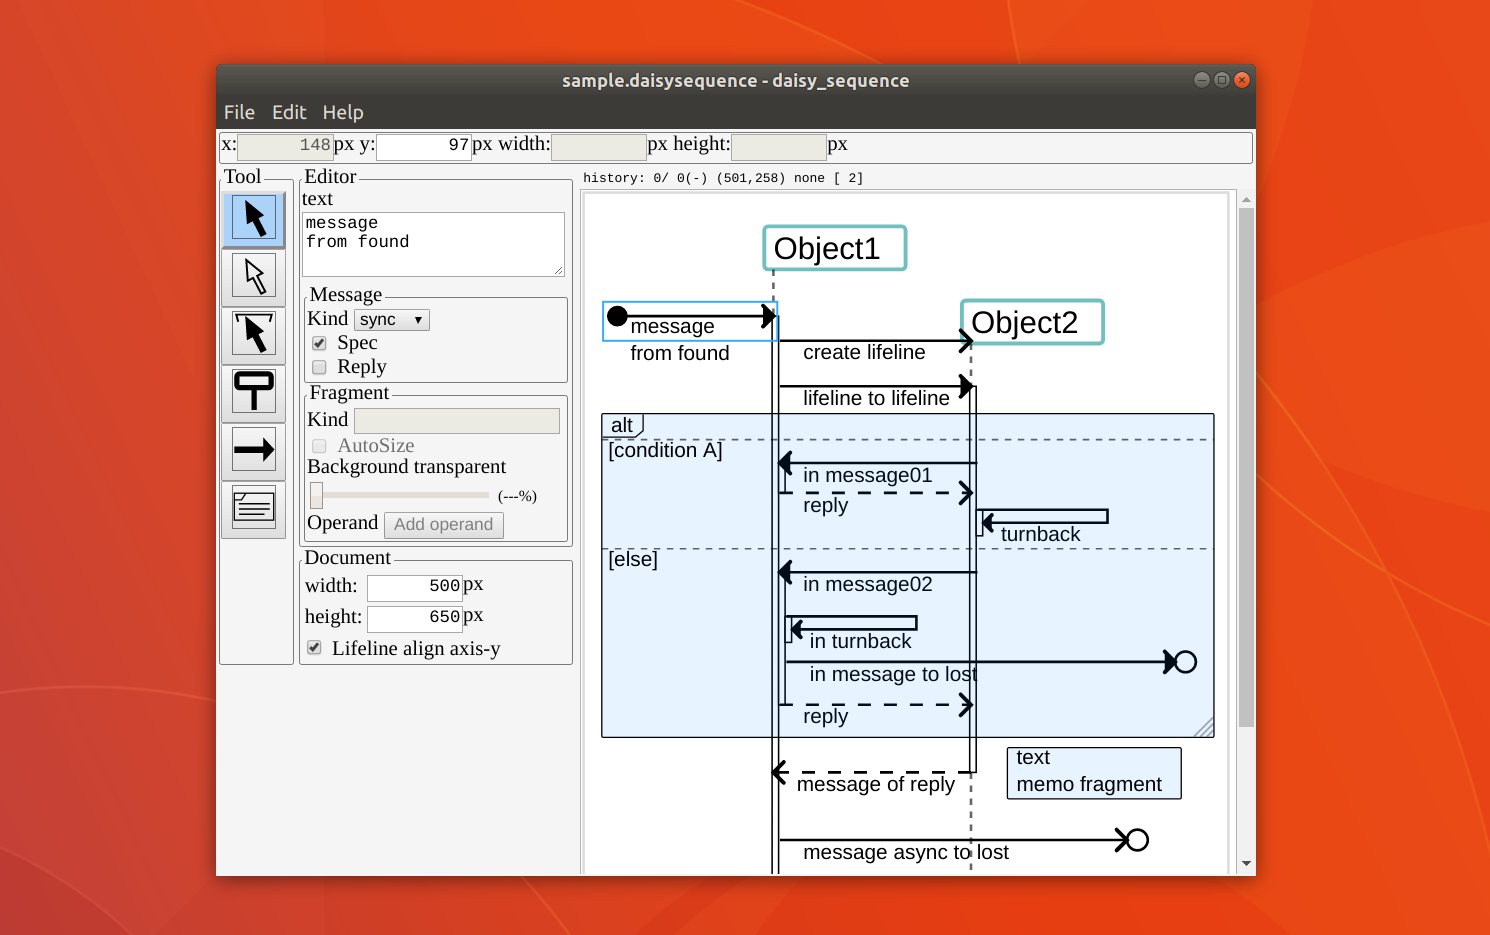 sample.daisysequence - daisy_sequence
File Edit Help
x: 148 px y: 97 px width: px height: px
Tool
Editor
text
message
from found
Message
Kind sync
Spec
Reply
Fragment
Kind
AutoSize
Background transparent
(---%)
Operand Add operand
Document
width: 500 px
height: 650 px
Lifeline align axis-y
history: 0/ 0(-) (501,258) none [ 2]
Object1
Object2
message
from found
create lifeline
lifeline to lifeline
alt
[condition A]
in message01
reply
turnback
[else]
in message02
in turnback
in message to lost
reply
text
memo fragment
message of reply
message async to lost